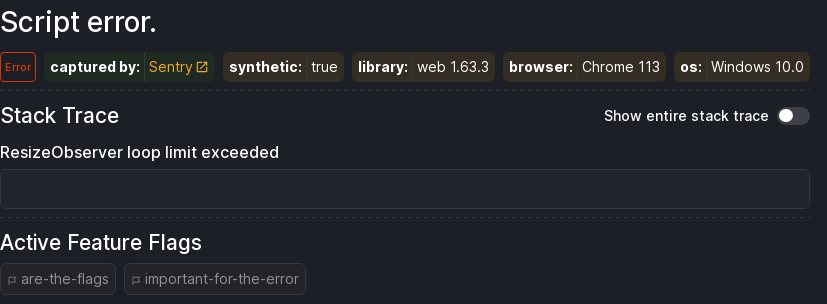 Script error.
Error captured by: Sentry synthetic: true library: web 1.63.3 browser: Chrome 113 os: Windows 10.0
Stack Trace Show entire stack trace
ResizeObserver loop limit exceeded
Active Feature Flags
are-the-flags important-for-the-error